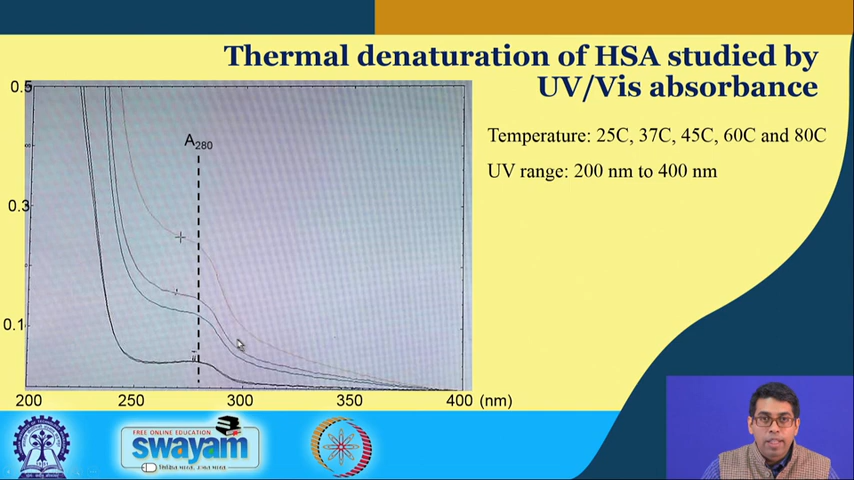 Thermal denaturation of HSA studied by
UV/Vis absorbance
0.5
A280
0.3
0.1
200 250 300 350 400 (nm)
Temperature: 25C, 37C, 45C, 60C and 80C
UV range: 200 nm to 400 nm
FREE ONLINE EDUCATION
swayam